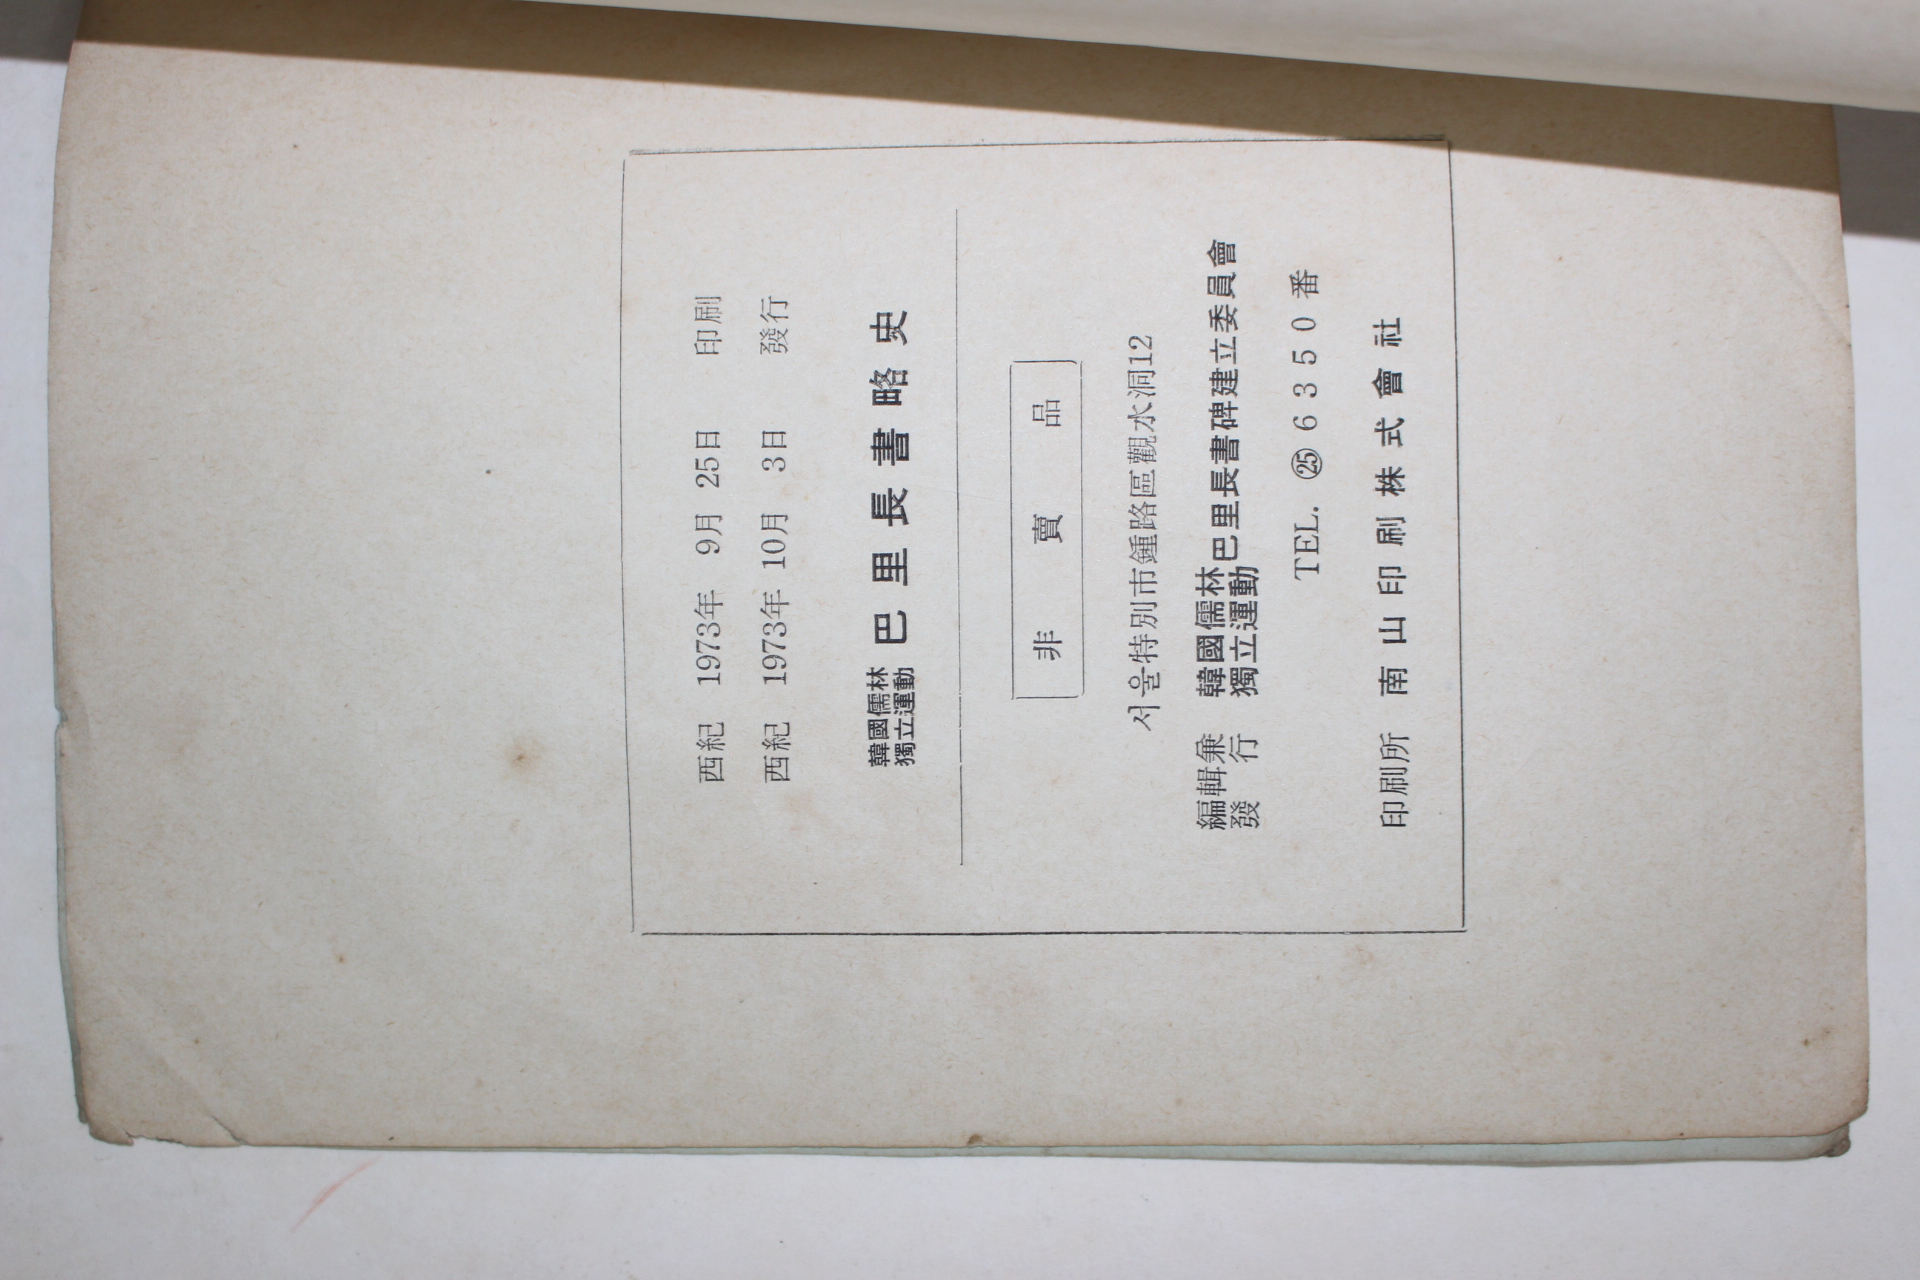 西紀 1973年 9月 25日 印刷
西紀 1973年 10月 3日 發行
韓國儒林
獨立運動 巴里長書略史
非賣品
서울特別市鍾路區觀水洞12
編輯兼
發行 韓國儒林
獨立運動 巴里長書碑建立委員會
TEL. ㉕ 6350番
印刷所 南山印刷株式會社